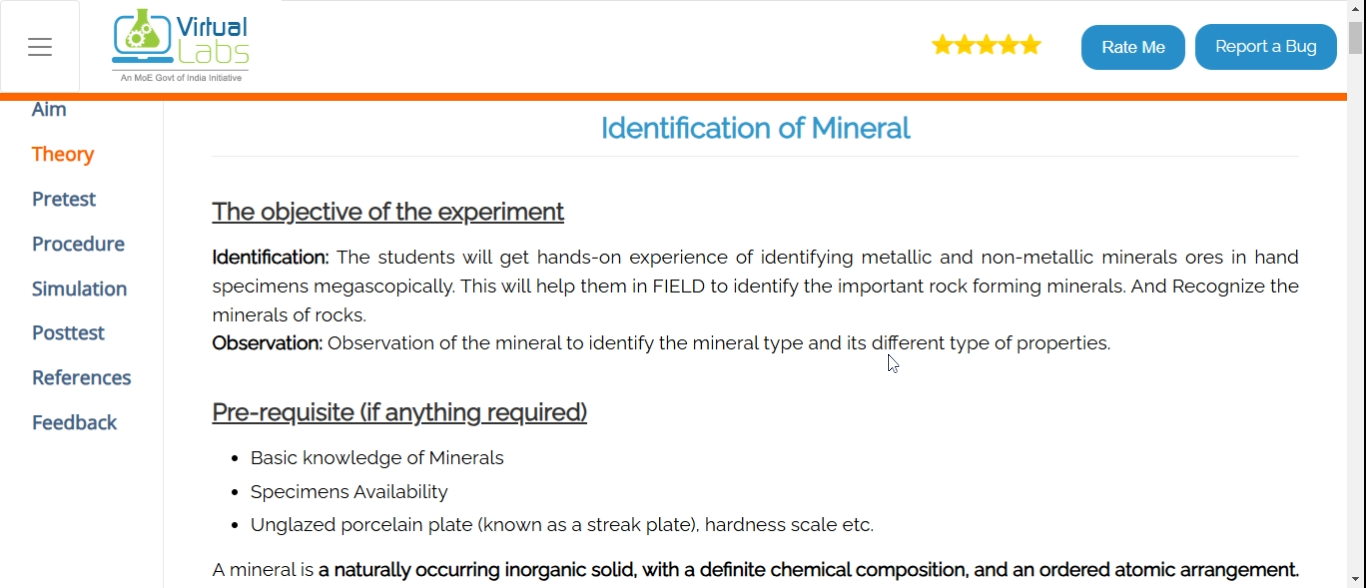 Virtual
Labs
An MoE Govt of India Initiative
Rate Me
Report a Bug
Aim
Theory
Pretest
Procedure
Simulation
Posttest
References
Feedback
Identification of Mineral
The objective of the experiment
Identification: The students will get hands-on experience of identifying metallic and non-metallic minerals ores in hand
specimens megascopically. This will help them in FIELD to identify the important rock forming minerals. And Recognize the
minerals of rocks.
Observation: Observation of the mineral to identify the mineral type and its different type of properties.
Pre-requisite (if anything required)
• Basic knowledge of Minerals
• Specimens Availability
• Unglazed porcelain plate (known as a streak plate), hardness scale etc.
A mineral is a naturally occurring inorganic solid, with a definite chemical composition, and an ordered atomic arrangement.